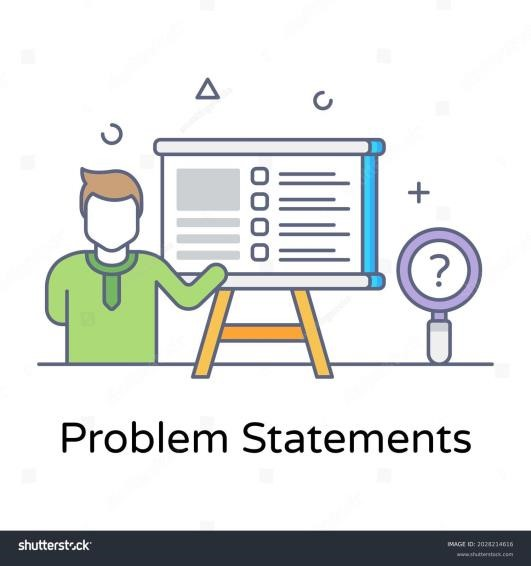 ?
Problem Statements
shutterstock
IMAGE ID: 2028214616
www.shutterstock.com